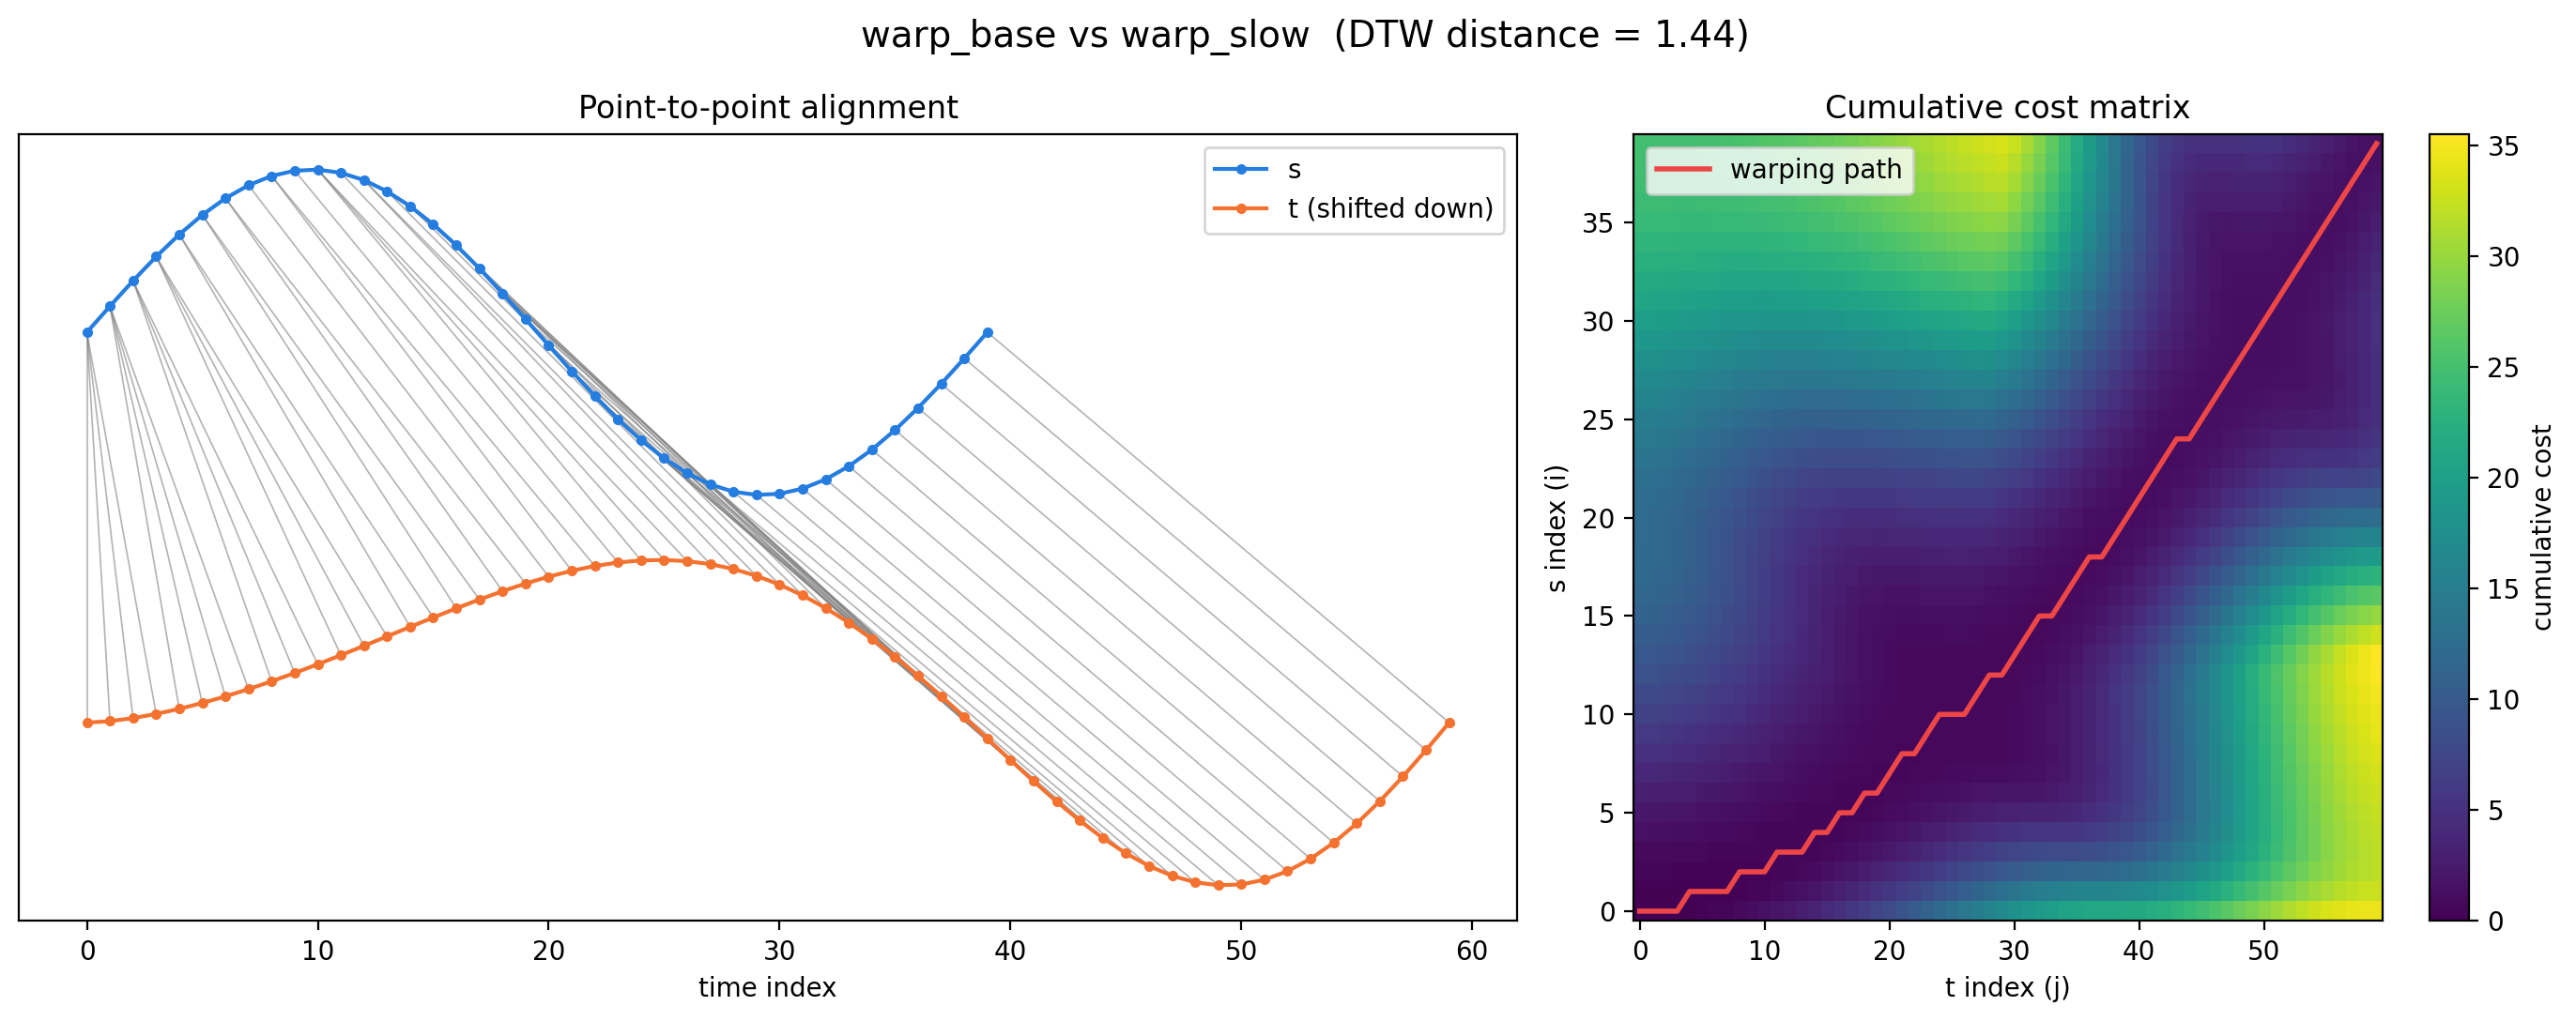 warp_base vs warp_slow  (DTW distance = 1.44)
Point-to-point alignment
s
t (shifted down)
0 10 20 30 40 50 60
time index
Cumulative cost matrix
warping path
35
30
25
20
15
10
5
0
s index (i)
0 10 20 30 40 50
t index (j)
35
30
25
20
15
10
5
0
cumulative cost